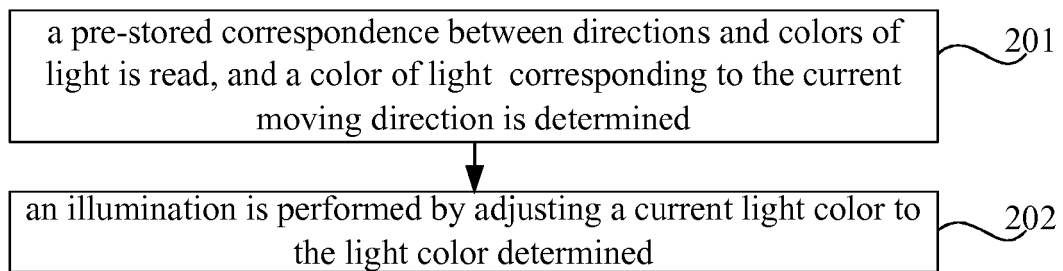 a pre-stored correspondence between directions and colors of
light is read, and a color of light corresponding to the current
moving direction is determined
201
an illumination is performed by adjusting a current light color to
the light color determined
202